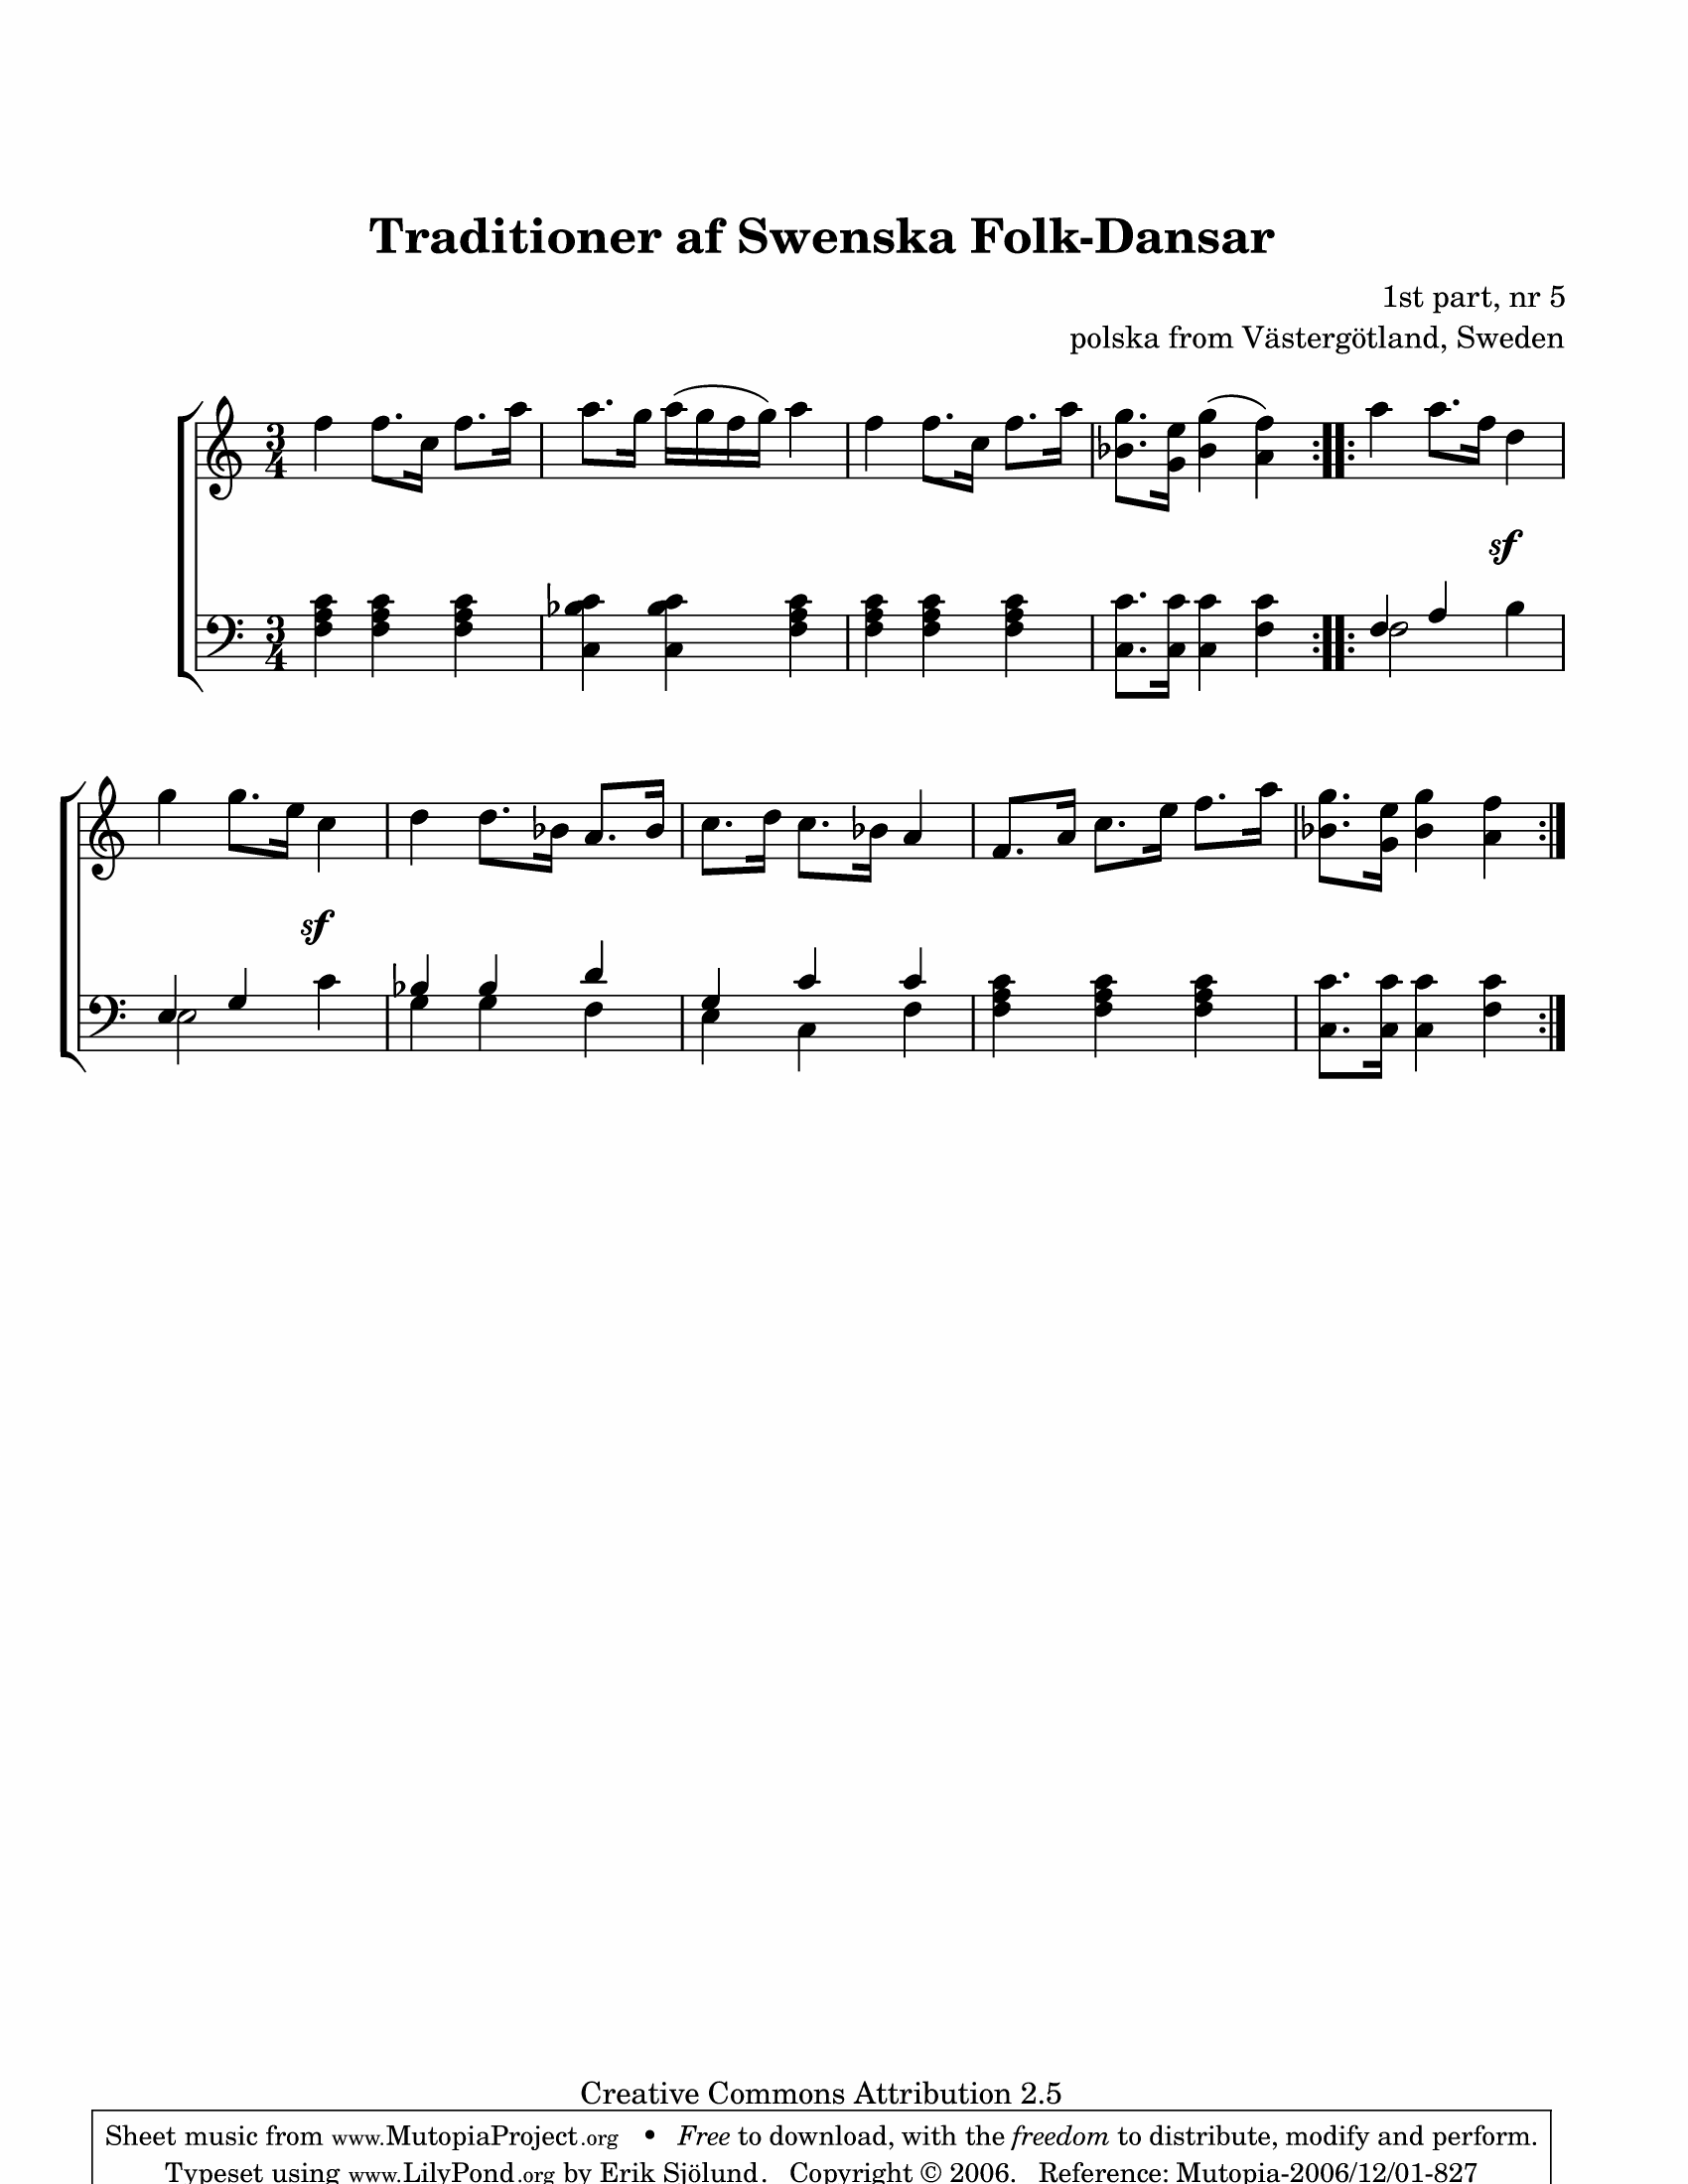 Traditioner af Swenska Folk-Dansar
1st part, nr 5
polska from Västergötland, Sweden
3 4
sf
3 4
sf
Creative Commons Attribution 2.5
Sheet music from www.MutopiaProject.org • Free to download, with the freedom to distribute, modify and perform.
Typeset using www.LilyPond.org by Erik Sjölund. Copyright © 2006. Reference: Mutopia-2006/12/01-827